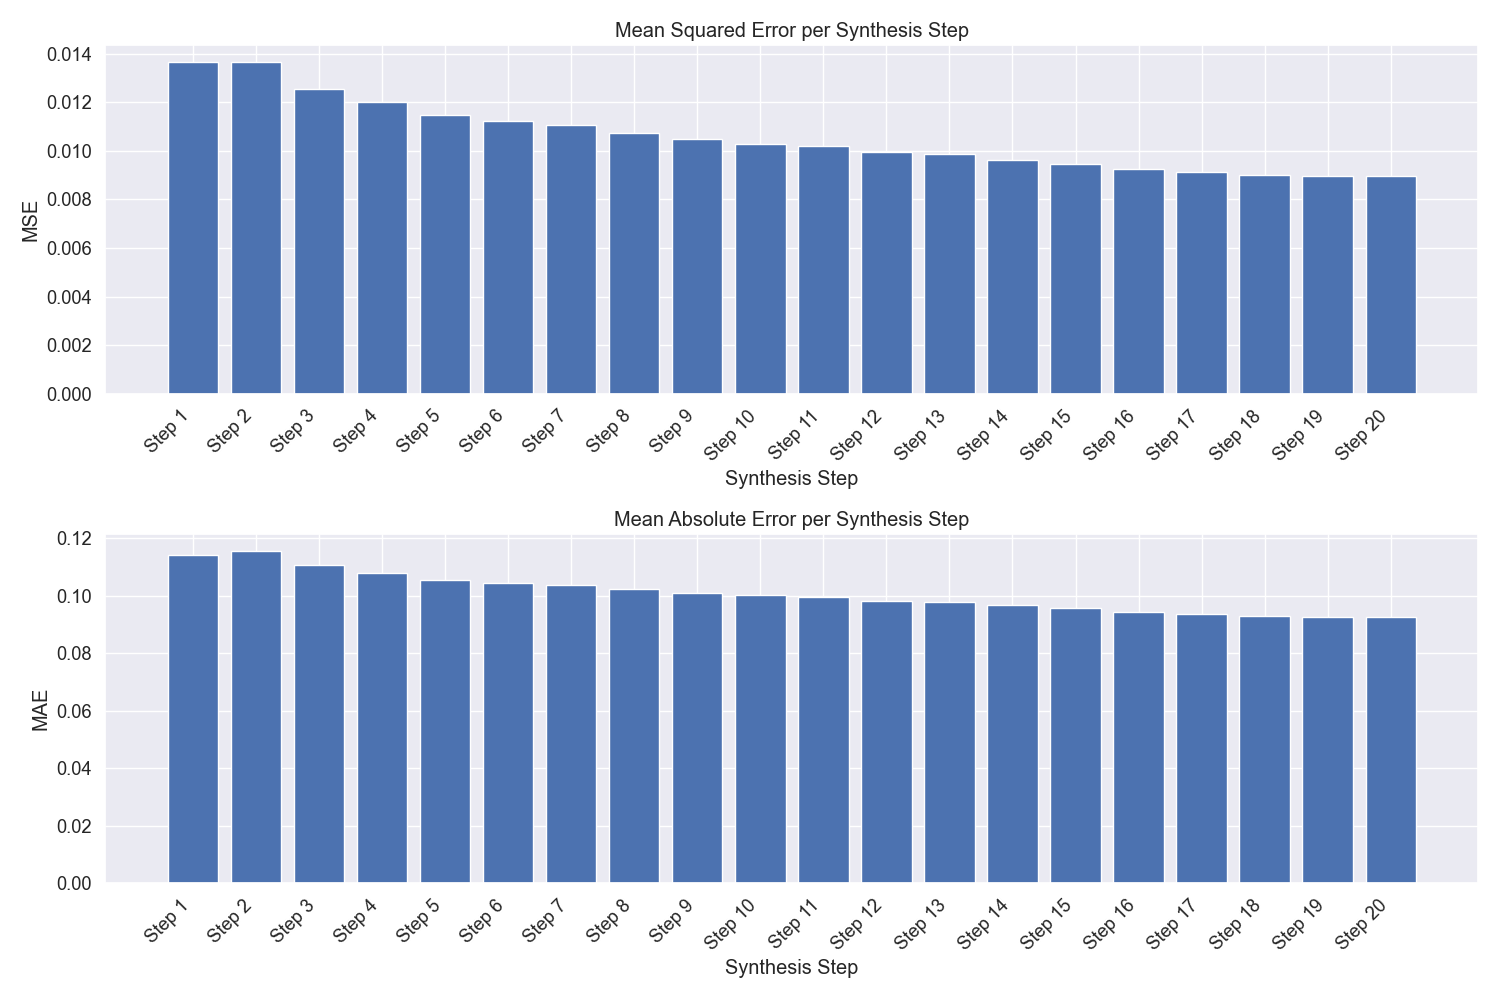 Mean Squared Error per Synthesis Step
0.014
0.012
0.010
0.008
0.006
0.004
0.002
0.000
MSE
Step 1 Step 2 Step 3 Step 4 Step 5 Step 6 Step 7 Step 8 Step 9 Step 10 Step 11 Step 12 Step 13 Step 14 Step 15 Step 16 Step 17 Step 18 Step 19 Step 20
Synthesis Step
Mean Absolute Error per Synthesis Step
0.12
0.10
0.08
0.06
0.04
0.02
0.00
MAE
Step 1 Step 2 Step 3 Step 4 Step 5 Step 6 Step 7 Step 8 Step 9 Step 10 Step 11 Step 12 Step 13 Step 14 Step 15 Step 16 Step 17 Step 18 Step 19 Step 20
Synthesis Step